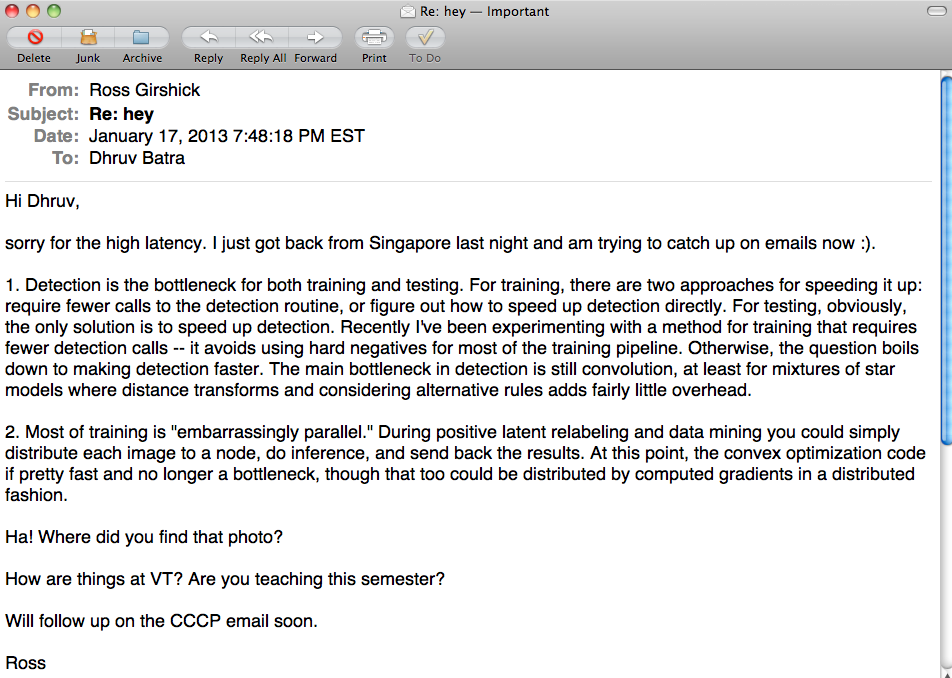 Re: hey — Important
Delete Junk Archive Reply Reply All Forward Print To Do
From: Ross Girshick
Subject: Re: hey
Date: January 17, 2013 7:48:18 PM EST
To: Dhruv Batra
Hi Dhruv,
sorry for the high latency. I just got back from Singapore last night and am trying to catch up on emails now :).
1. Detection is the bottleneck for both training and testing. For training, there are two approaches for speeding it up:
require fewer calls to the detection routine, or figure out how to speed up detection directly. For testing, obviously,
the only solution is to speed up detection. Recently I've been experimenting with a method for training that requires
fewer detection calls -- it avoids using hard negatives for most of the training pipeline. Otherwise, the question boils
down to making detection faster. The main bottleneck in detection is still convolution, at least for mixtures of star
models where distance transforms and considering alternative rules adds fairly little overhead.
2. Most of training is "embarrassingly parallel." During positive latent relabeling and data mining you could simply
distribute each image to a node, do inference, and send back the results. At this point, the convex optimization code
if pretty fast and no longer a bottleneck, though that too could be distributed by computed gradients in a distributed
fashion.
Ha! Where did you find that photo?
How are things at VT? Are you teaching this semester?
Will follow up on the CCCP email soon.
Ross